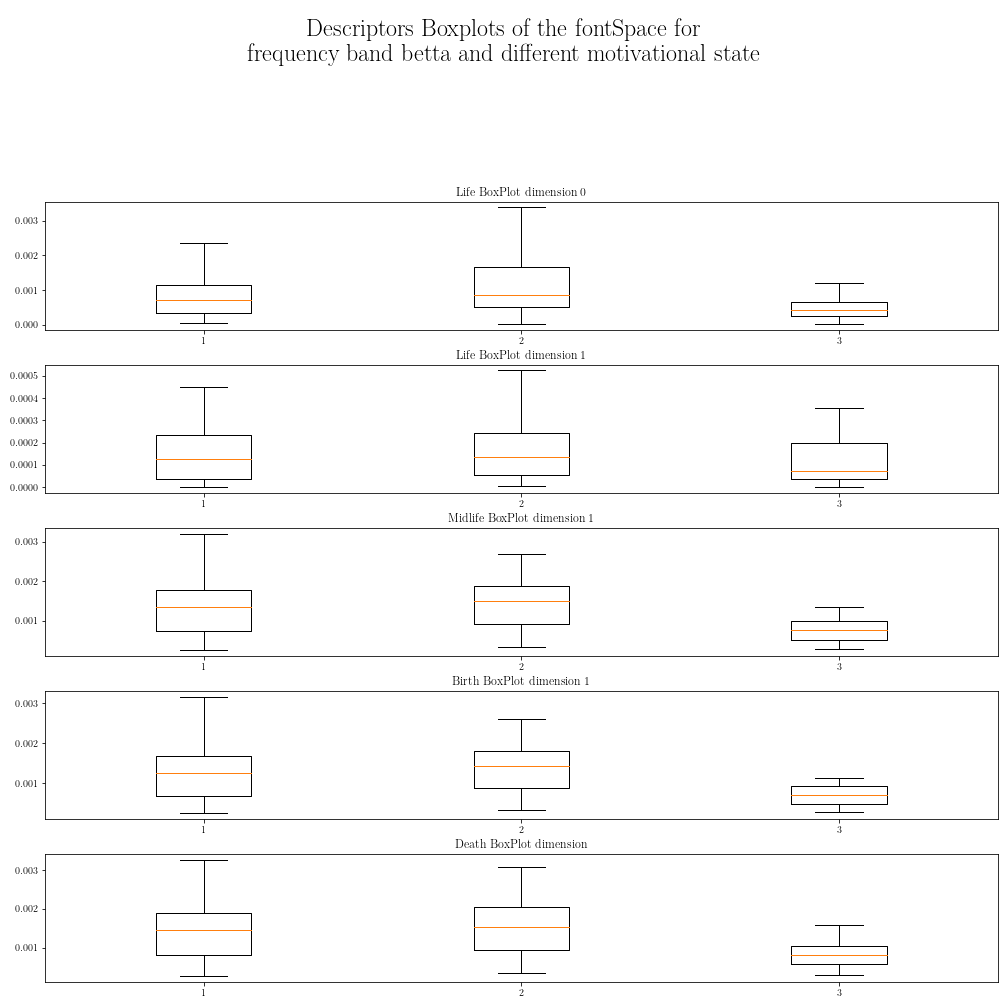 Descriptors Boxplots of the fontSpace for
frequency band betta and different motivational state
Life BoxPlot dimension 0
0.003
0.002
0.001
0.000
1 2 3
Life BoxPlot dimension 1
0.0005
0.0004
0.0003
0.0002
0.0001
0.0000
1 2 3
Midlife BoxPlot dimension 1
0.003
0.002
0.001
1 2 3
Birth BoxPlot dimension 1
0.003
0.002
0.001
1 2 3
Death BoxPlot dimension
0.003
0.002
0.001
1 2 3